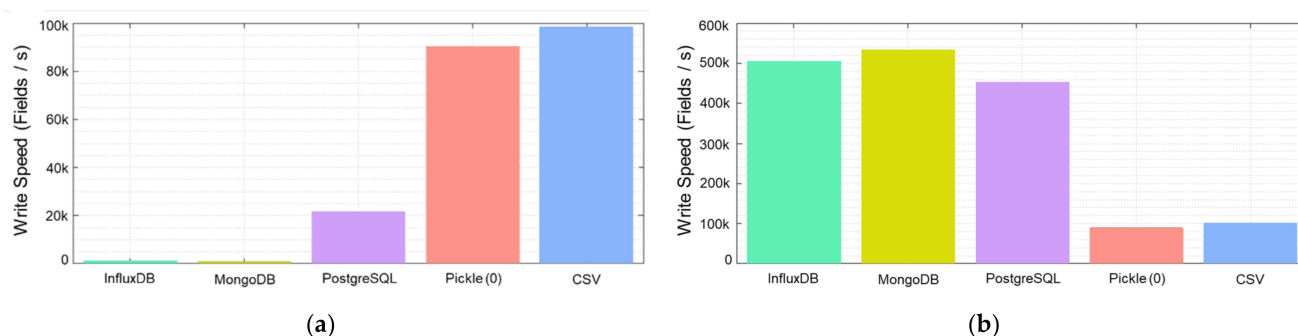 Write Speed (Fields / s)
100k
80k
60k
40k
20k
0
InfluxDB
MongoDB
PostgreSQL
Pickle (0)
CSV
(a)
Write Speed (Fields / s)
600k
500k
400k
300k
200k
100k
0
InfluxDB
MongoDB
PostgreSQL
Pickle (0)
CSV
(b)